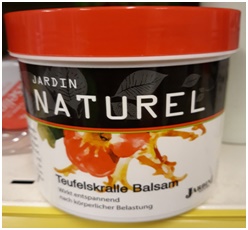 JARDIN
NATUREL
Teufelskralle Balsam
Wirkt entspannend
nach körperlicher Belastung